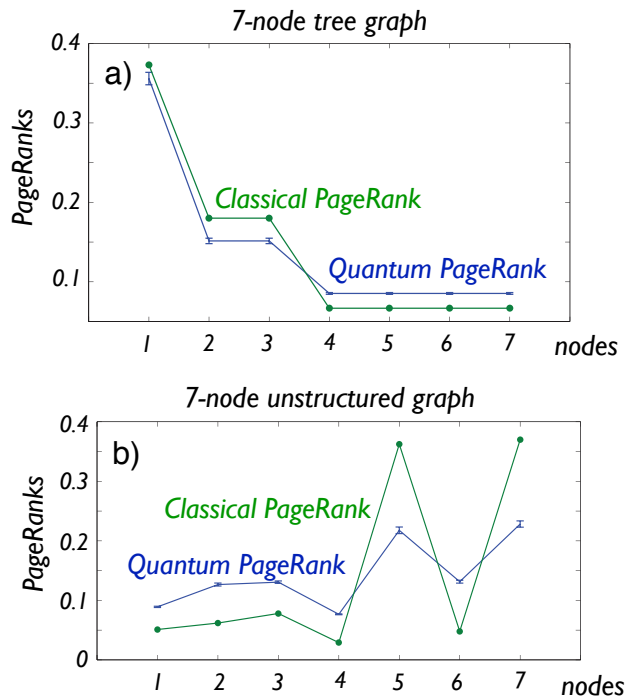 7-node tree graph
0.4
a)
0.3
PageRanks
Classical PageRank
0.2
Quantum PageRank
0.1
1 2 3 4 5 6 7 nodes
7-node unstructured graph
0.4
b)
0.3
Classical PageRank
PageRanks
0.2
Quantum PageRank
0.1
0
1 2 3 4 5 6 7 nodes